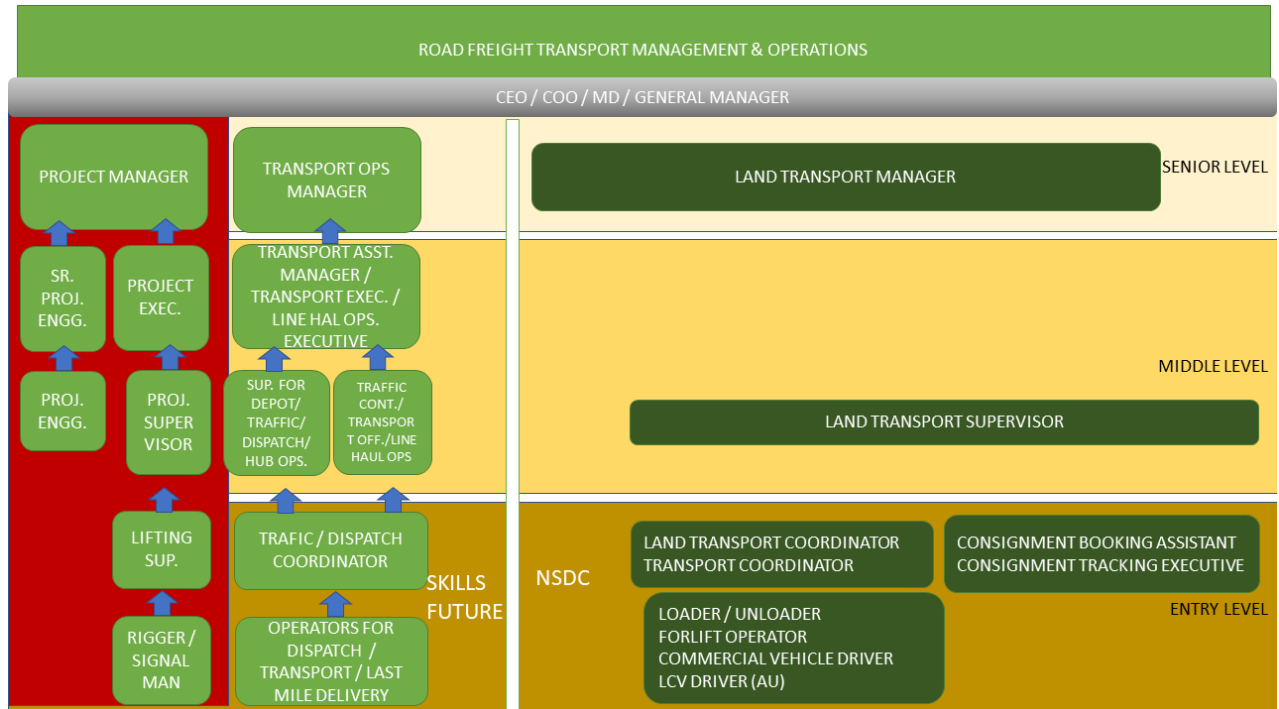 ROAD FREIGHT TRANSPORT MANAGEMENT & OPERATIONS
CEO / COO / MD / GENERAL MANAGER
PROJECT MANAGER
TRANSPORT OPS
MANAGER
LAND TRANSPORT MANAGER
SENIOR LEVEL
SR.
PROJ.
ENGG.
PROJECT
EXEC.
TRANSPORT ASST.
MANAGER /
TRANSPORT EXEC. /
LINE HAL OPS.
EXECUTIVE
MIDDLE LEVEL
PROJ.
ENGG.
PROJ.
SUPER
VISOR
SUP. FOR
DEPOT/
TRAFFIC/
DISPATCH/
HUB OPS.
TRAFFIC
CONT./
TRANSPOR
T OFF./LINE
HAUL OPS
LAND TRANSPORT SUPERVISOR
LIFTING
SUP.
TRAFIC / DISPATCH
COORDINATOR
SKILLS
FUTURE
NSDC
LAND TRANSPORT COORDINATOR
TRANSPORT COORDINATOR
CONSIGNMENT BOOKING ASSISTANT
CONSIGNMENT TRACKING EXECUTIVE
ENTRY LEVEL
RIGGER /
SIGNAL
MAN
OPERATORS FOR
DISPATCH /
TRANSPORT / LAST
MILE DELIVERY
LOADER / UNLOADER
FORLIFT OPERATOR
COMMERCIAL VEHICLE DRIVER
LCV DRIVER (AU)